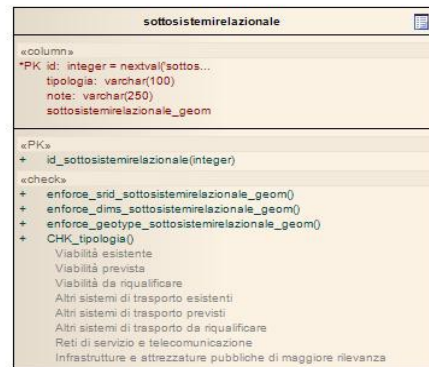 sottosistemirelazionale
«column»
*PK id: integer = nextval('sottos...
tipologia: varchar(100)
note: varchar(250)
sottosistemirelazionale_geom
«PK»
+ id_sottosistemirelazionale(integer)
«check»
+ enforce_srid_sottosistemirelazionale_geom()
+ enforce_dims_sottosistemirelazionale_geom()
+ enforce_geotype_sottosistemirelazionale_geom()
+ CHK_tipologia()
Viabilità esistente
Viabilità prevista
Viabilità da riqualificare
Altri sistemi di trasporto esistenti
Altri sistemi di trasporto previsti
Altri sistemi di trasporto da riqualificare
Reti di servizio e telecomunicazione
Infrastrutture e attrezzature pubbliche di maggiore rilevanza